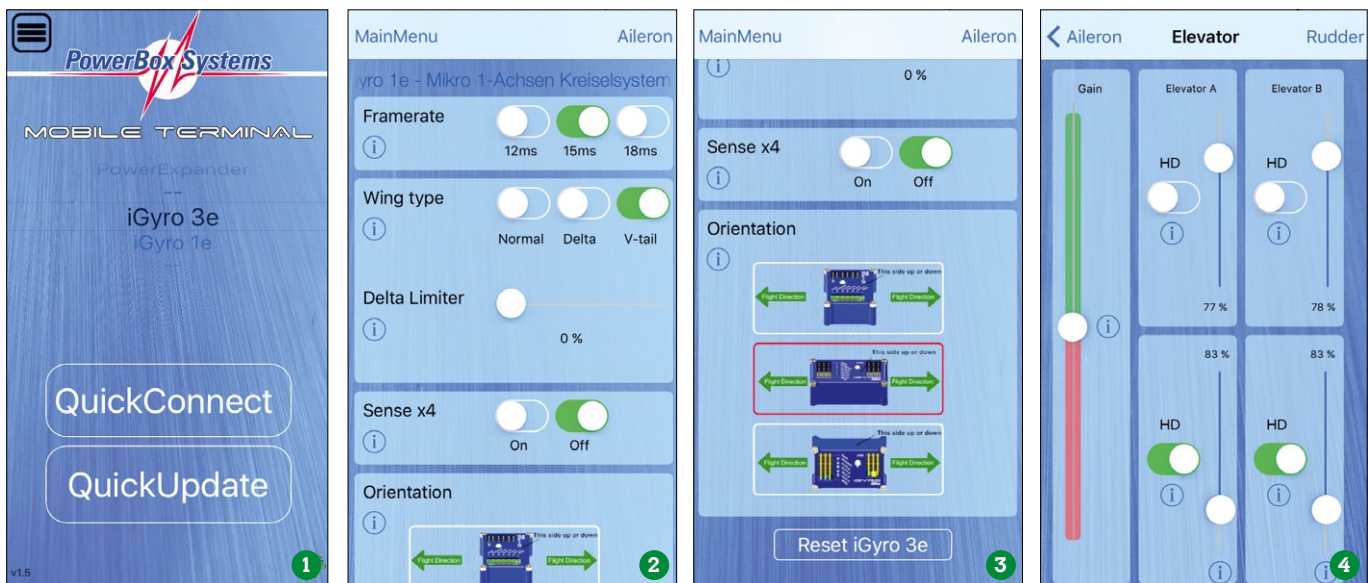 PowerBox Systems
MOBILE TERMINAL
PowerExpander
--
iGyro 3e
iGyro 1e
QuickConnect
QuickUpdate
v1.5
1
MainMenu Aileron
yro 1e - Mikro 1-Achsen Kreiselsystem
Framerate
i
12ms 15ms 18ms
Wing type
i
Normal Delta V-tail
Delta Limiter
i
0 %
Sense x4
i
On Off
Orientation
i
This side up or down
Flight Direction Flight Direction
2
MainMenu Aileron
i
0 %
Sense x4
i
On Off
Orientation
i
This side up or down
Flight Direction Flight Direction
This side up or down
Flight Direction Flight Direction
This side up or down
Flight Direction Flight Direction
Reset iGyro 3e
3
Aileron Elevator Rudder
Gain
i
Elevator A
HD
i
77 %
Elevator B
HD
i
78 %
83 %
HD
i
i
83 %
HD
i
i
4